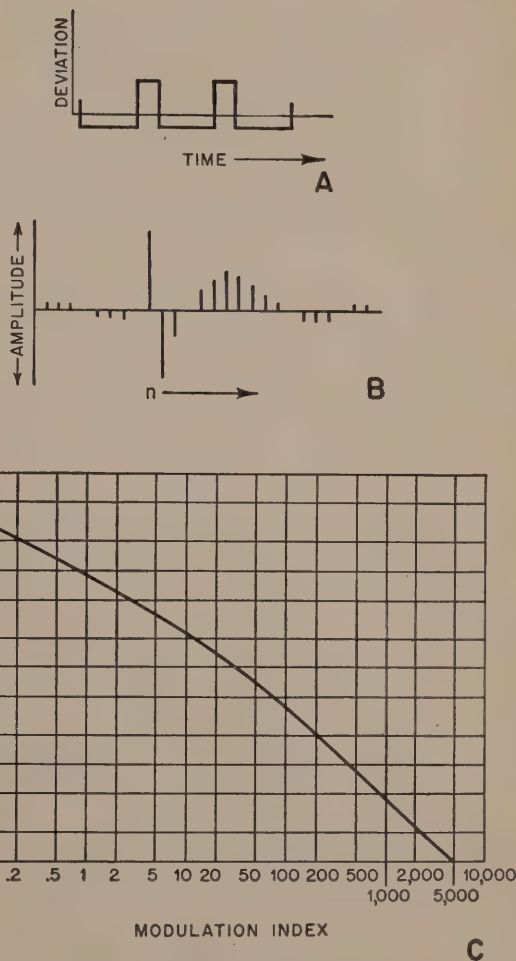 DEVIATION
TIME
A
AMPLITUDE
n
B
.2 .5 1 2 5 10 20 50 100 200 500 1,000 2,000 5,000 10,000
MODULATION INDEX
C